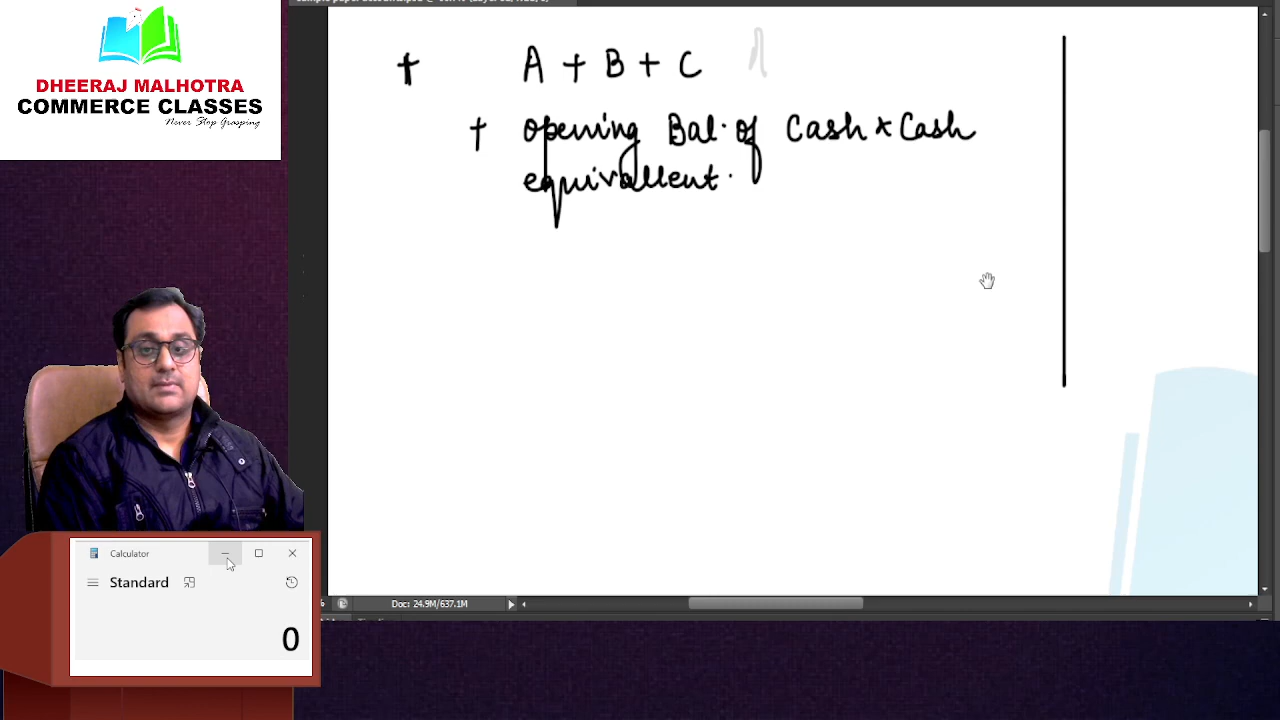 DHEERAJ MALHOTRA
COMMERCE CLASSES
Never Stop Grasping
+ A + B + C
+ opening Bal. of Cash & Cash
equivallent.
Calculator
Standard
0
Doc: 24.9M/637.1M